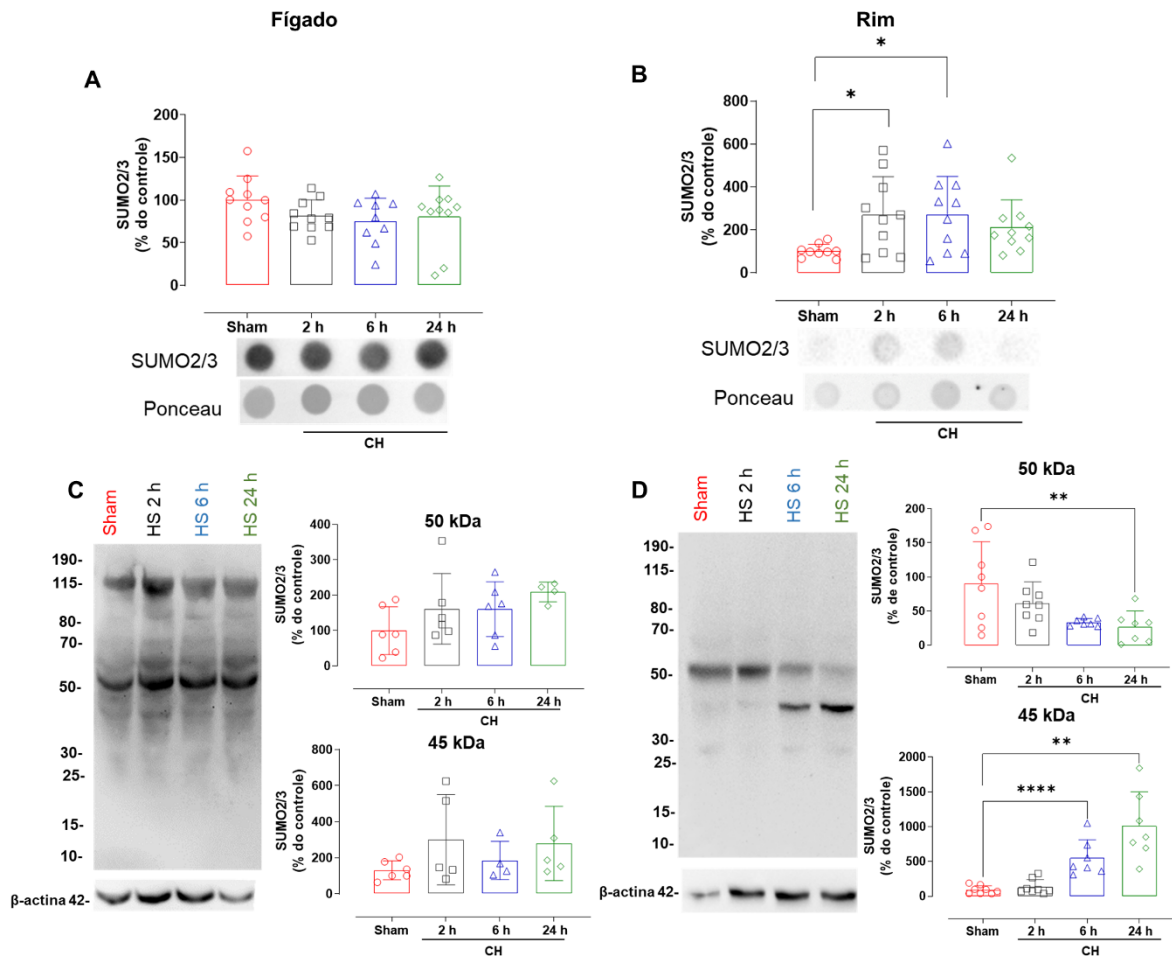 Fígado
Rim
A
SUMO2/3
(% do controle)
200
150
100
50
0
Sham
2 h
6 h
24 h
SUMO2/3
Ponceau
CH
B
*
*
SUMO2/3
(% do controle)
800
600
400
200
0
Sham
2 h
6 h
24 h
SUMO2/3
Ponceau
CH
C
Sham
HS 2 h
HS 6 h
HS 24 h
190-
115-
80-
70-
60-
50-
30-
25-
15-
10-
β-actina 42-
50 kDa
SUMO2/3
(% do controle)
400
300
200
100
0
Sham
2 h
6 h
24 h
CH
45 kDa
SUMO2/3
(% do controle)
800
600
400
200
0
Sham
2 h
6 h
24 h
CH
D
Sham
HS 2 h
HS 6 h
HS 24 h
190-
115-
80-
70-
60-
50-
30-
25-
15-
10-
β-actina 42-
50 kDa
**
SUMO2/3
(% de controle)
200
150
100
50
0
Sham
2 h
6 h
24 h
CH
45 kDa
**
****
SUMO2/3
(% do controle)
2000
1500
1000
500
0
Sham
2 h
6 h
24 h
CH